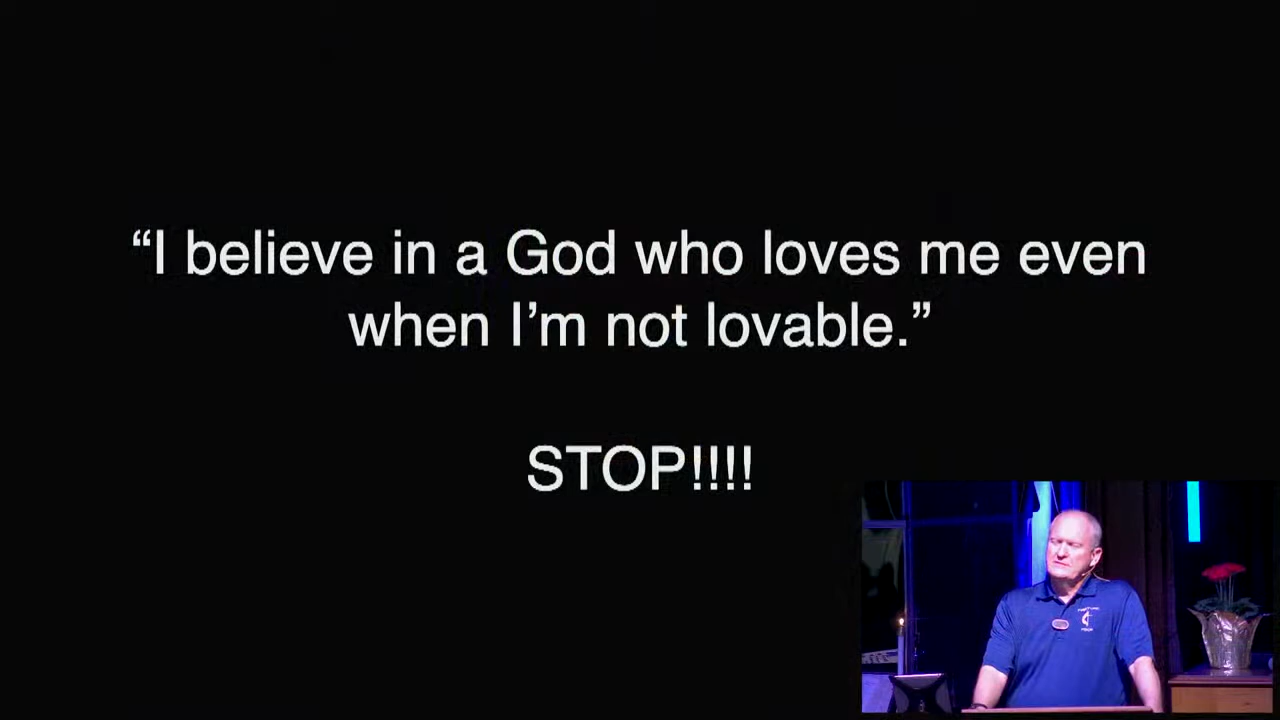 “I believe in a God who loves me even
when I’m not lovable.”
STOP!!!!